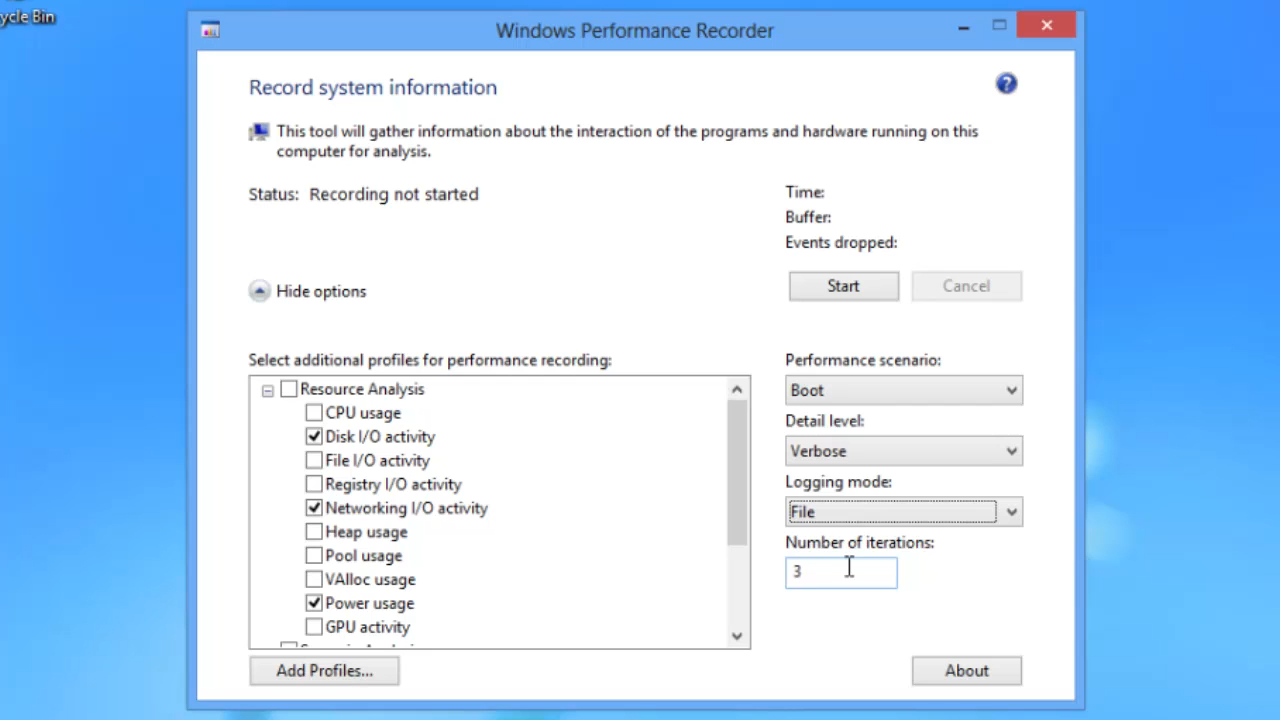 ycle Bin
Windows Performance Recorder
Record system information
This tool will gather information about the interaction of the programs and hardware running on this
computer for analysis.
Status: Recording not started
Time:
Buffer:
Events dropped:
Hide options
Start
Cancel
Select additional profiles for performance recording:
Resource Analysis
CPU usage
Disk I/O activity
File I/O activity
Registry I/O activity
Networking I/O activity
Heap usage
Pool usage
VAlloc usage
Power usage
GPU activity
Performance scenario:
Boot
Detail level:
Verbose
Logging mode:
File
Number of iterations:
3
Add Profiles...
About